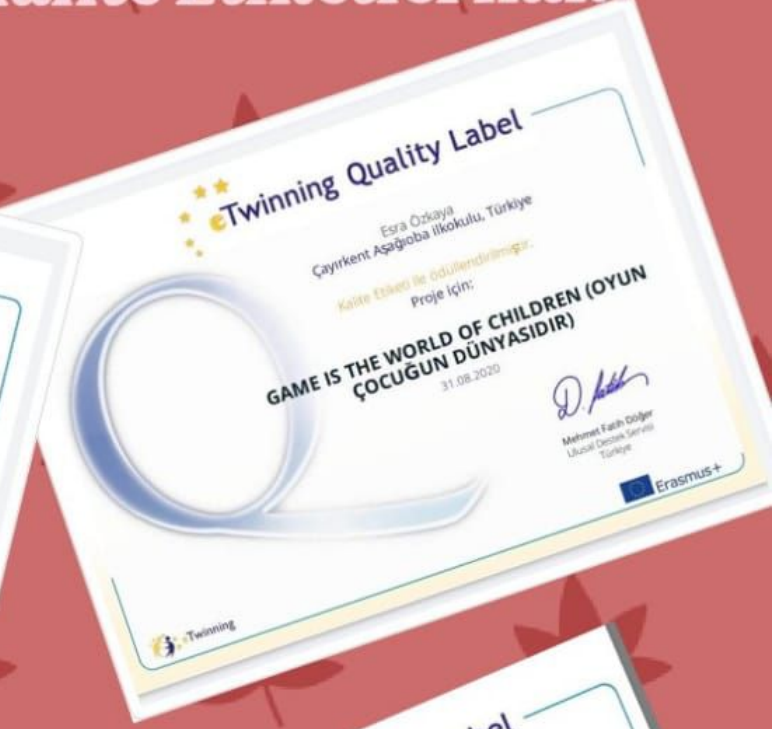 eTwinning Quality Label
Esra Özkaya
Çayırkent Aşağıoba İlkokulu, Türkiye
Kalite Etiketi ile ödüllendirilmiştir.
Proje için:
GAME IS THE WORLD OF CHILDREN (OYUN
ÇOCUĞUN DÜNYASIDIR)
31.08.2020
Mehmet Fatih Döğer
Ulusal Destek Servisi
Türkiye
Erasmus+
eTwinning